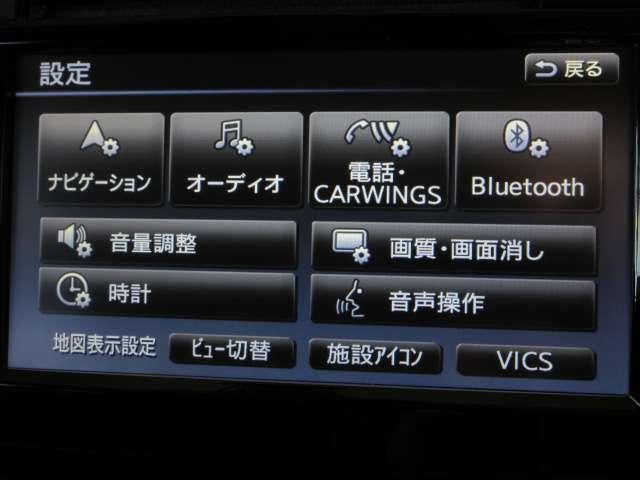 設定
戻る
ナビゲーション
オーディオ
電話・
CARWINGS
Bluetooth
音量調整
画質・画面消し
時計
音声操作
地図表示設定
ﾋﾞｭｰ切替
施設ｱｲｺﾝ
VICS